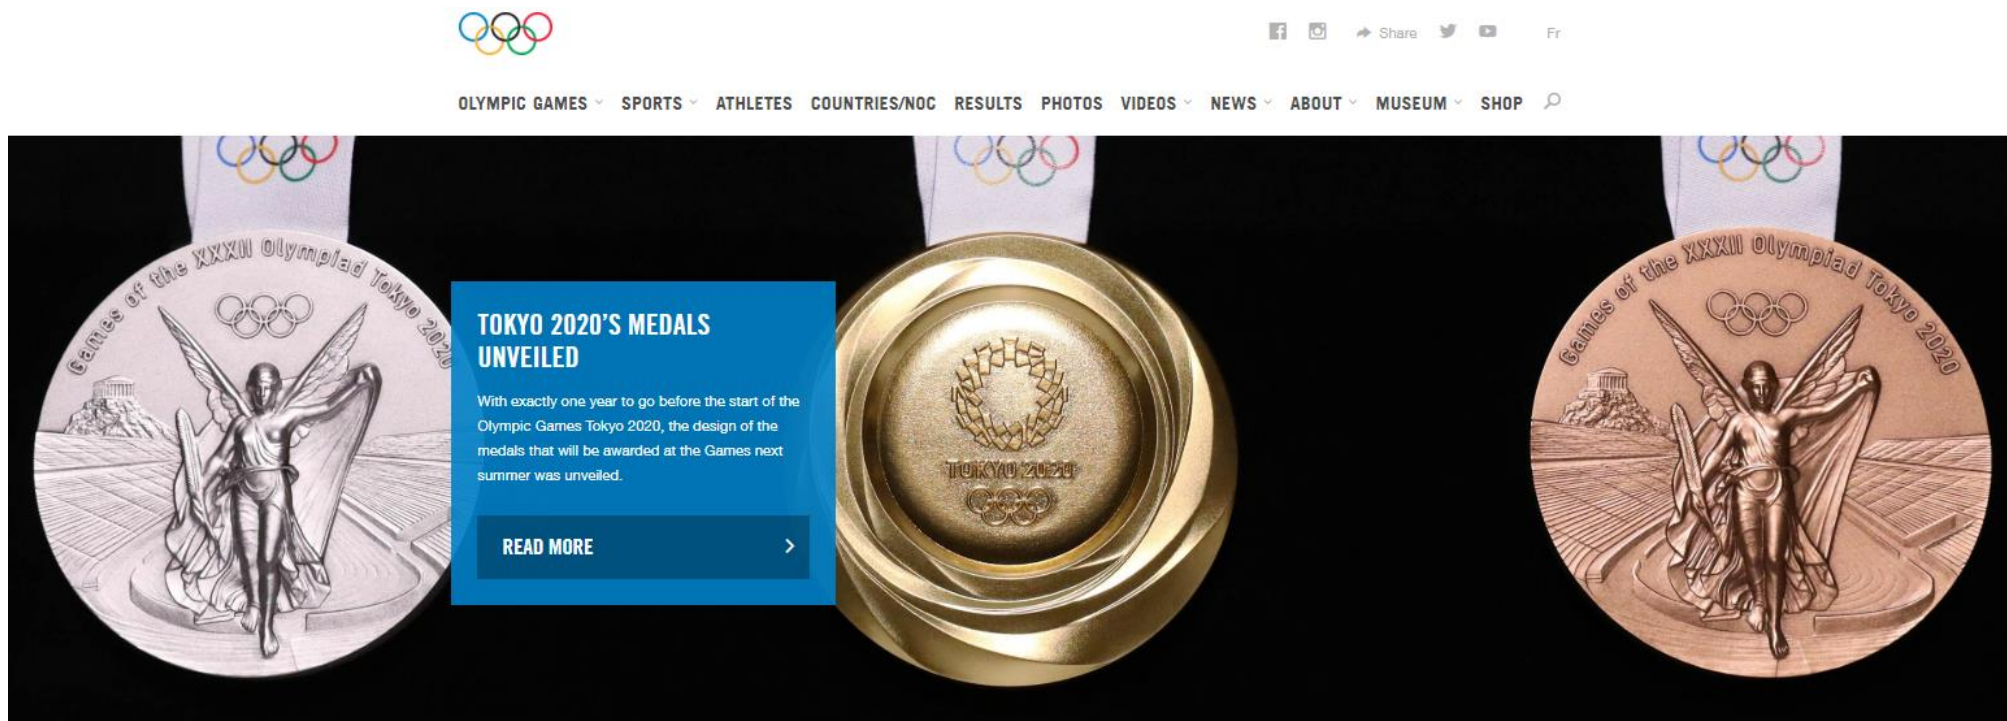 Share
Fr
OLYMPIC GAMES SPORTS ATHLETES COUNTRIES/NOC RESULTS PHOTOS VIDEOS NEWS ABOUT MUSEUM SHOP
Games of the XXXII Olympiad Tokyo 2020
TOKYO 2020'S MEDALS
UNVEILED
With exactly one year to go before the start of the
Olympic Games Tokyo 2020, the design of the
medals that will be awarded at the Games next
summer was unveiled.
READ MORE
TOKYO 2020
Games of the XXXII Olympiad Tokyo 2020